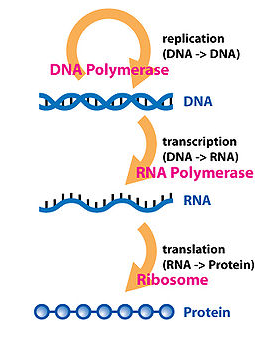 replication
(DNA -> DNA)
DNA Polymerase
DNA
transcription
(DNA -> RNA)
RNA Polymerase
RNA
translation
(RNA -> Protein)
Ribosome
Protein